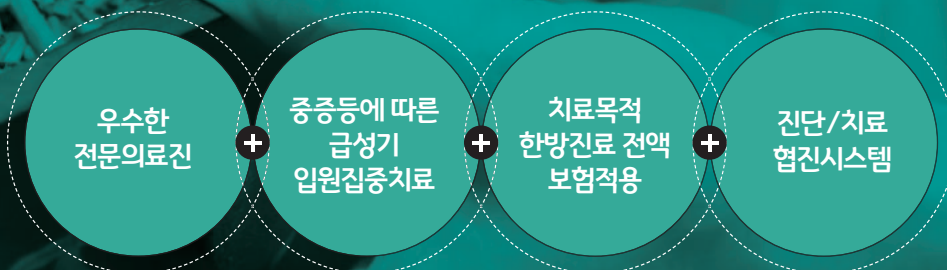 우수한
전문의료진
중증등에 따른
급성기
입원집중치료
치료목적
한방진료 전액
보험적용
진단/치료
협진시스템